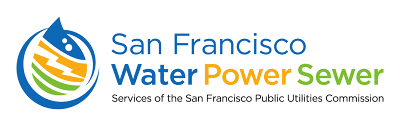 San Francisco
Water Power Sewer
Services of the San Francisco Public Utilities Commission